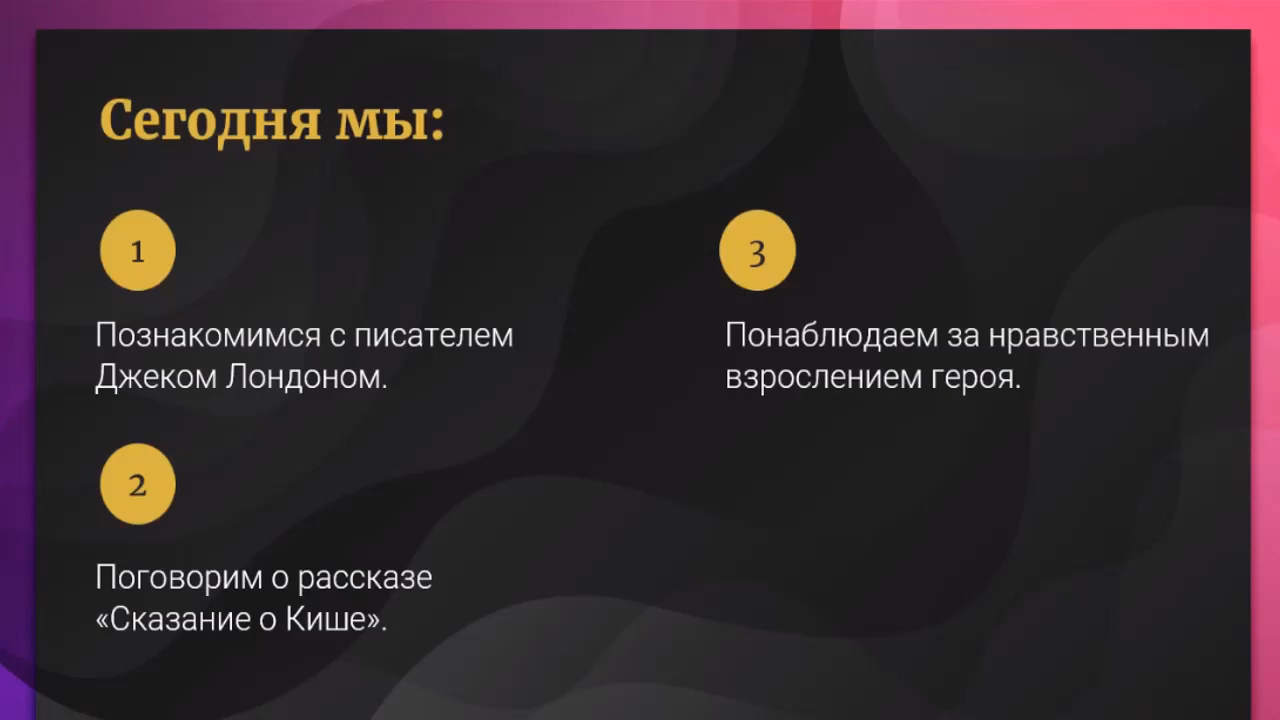 Сегодня мы:
1
Познакомимся с писателем
Джеком Лондоном.
2
Поговорим о рассказе
«Сказание о Кише».
3
Понаблюдаем за нравственным
взрослением героя.